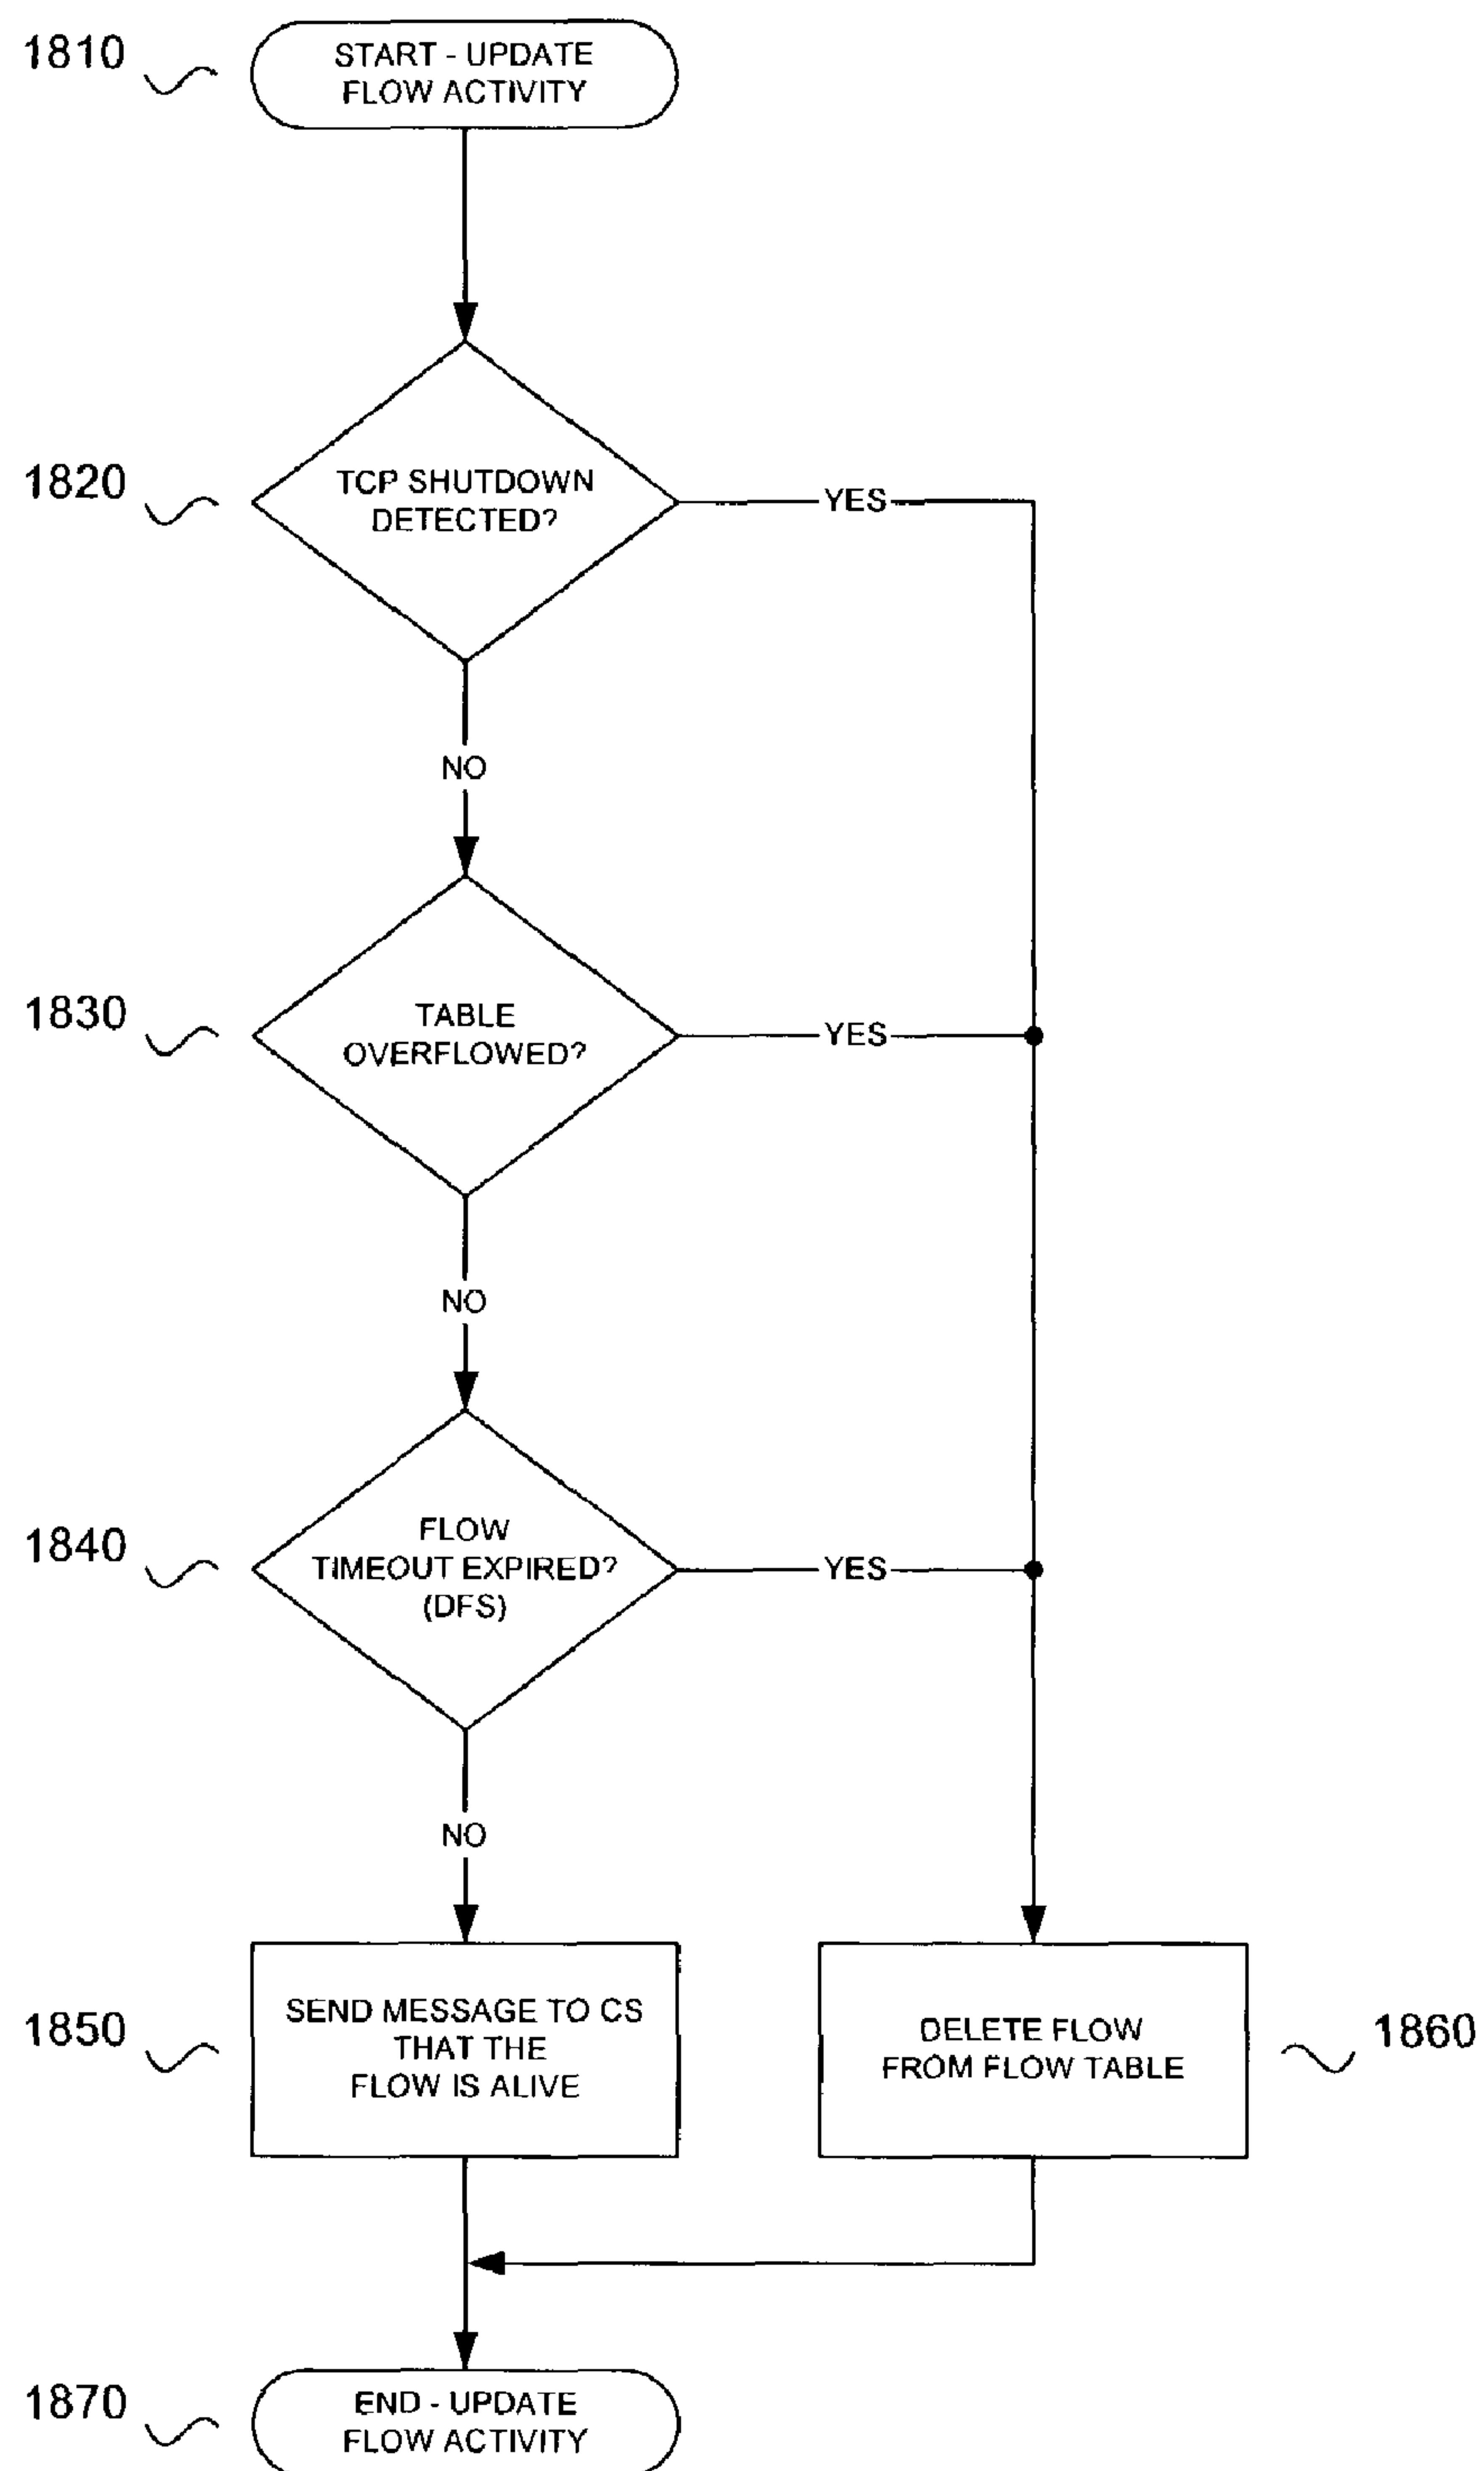 1810
START - UPDATE
FLOW ACTIVITY
1820
TCP SHUTDOWN
DETECTED?
YES
NO
1830
TABLE
OVERFLOWED?
YES
NO
1840
FLOW
TIMEOUT EXPIRED?
(DFS)
YES
NO
1850
SEND MESSAGE TO CS
THAT THE
FLOW IS ALIVE
DELETE FLOW
FROM FLOW TABLE
1860
1870
END - UPDATE
FLOW ACTIVITY